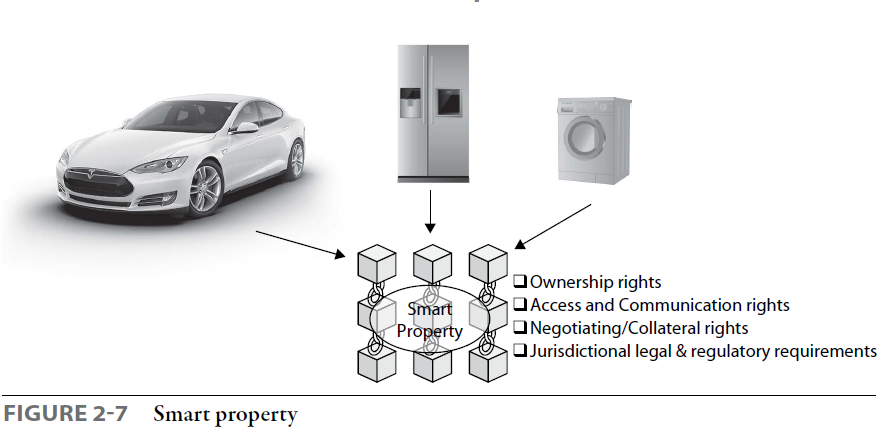 Smart
Property
❑ Ownership rights
❑ Access and Communication rights
❑ Negotiating/Collateral rights
❑ Jurisdictional legal & regulatory requirements
FIGURE 2-7 Smart property